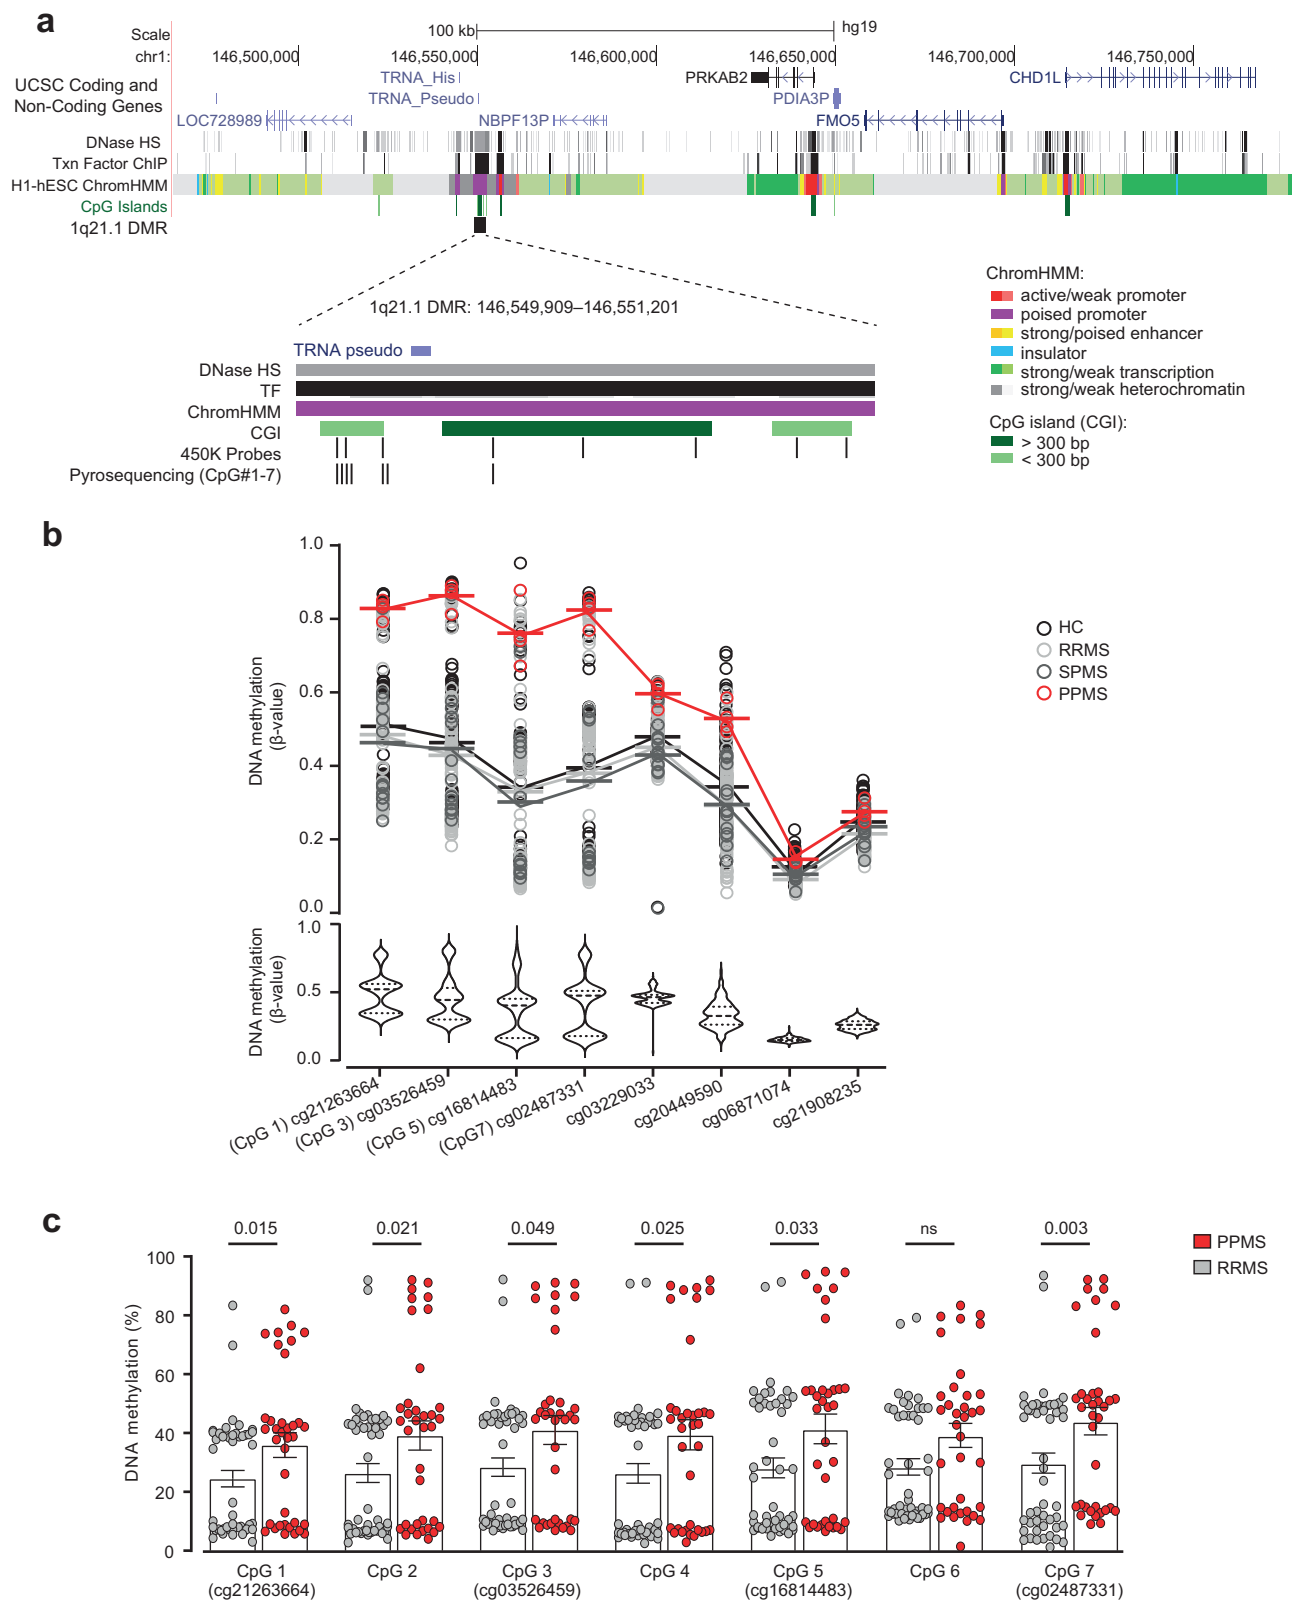 a
Scale 100 kb hg19
chr1: 146,500,000 146,550,000 146,600,000 146,650,000 146,700,000 146,750,000
UCSC Coding and
Non-Coding Genes
TRNA_His PRKAB2 CHD1L
TRNA_Pseudo PDIA3P
LOC728989 NBPF13P FMO5
DNase HS
Txn Factor ChIP
H1-hESC ChromHMM
CpG Islands
1q21.1 DMR
1q21.1 DMR: 146,549,909–146,551,201
TRNA pseudo
DNase HS
TF
ChromHMM
CGI
450K Probes
Pyrosequencing (CpG#1-7)
ChromHMM:
active/weak promoter
poised promoter
strong/poised enhancer
insulator
strong/weak transcription
strong/weak heterochromatin
CpG island (CGI):
> 300 bp
< 300 bp
b
DNA methylation
(β-value)
1.0
0.8
0.6
0.4
0.2
0.0
HC
RRMS
SPMS
PPMS
DNA methylation
(β-value)
1.0
0.5
0.0
(CpG 1) cg21263664
(CpG 3) cg03526459
(CpG 5) cg16814483
(CpG7) cg02487331
cg03229033
cg20449590
cg06871074
cg21908235
c
0.015 0.021 0.049 0.025 0.033 ns 0.003
PPMS
RRMS
DNA methylation (%)
100
80
60
40
20
0
CpG 1 CpG 2 CpG 3 CpG 4 CpG 5 CpG 6 CpG 7
(cg21263664) (cg03526459) (cg16814483) (cg02487331)